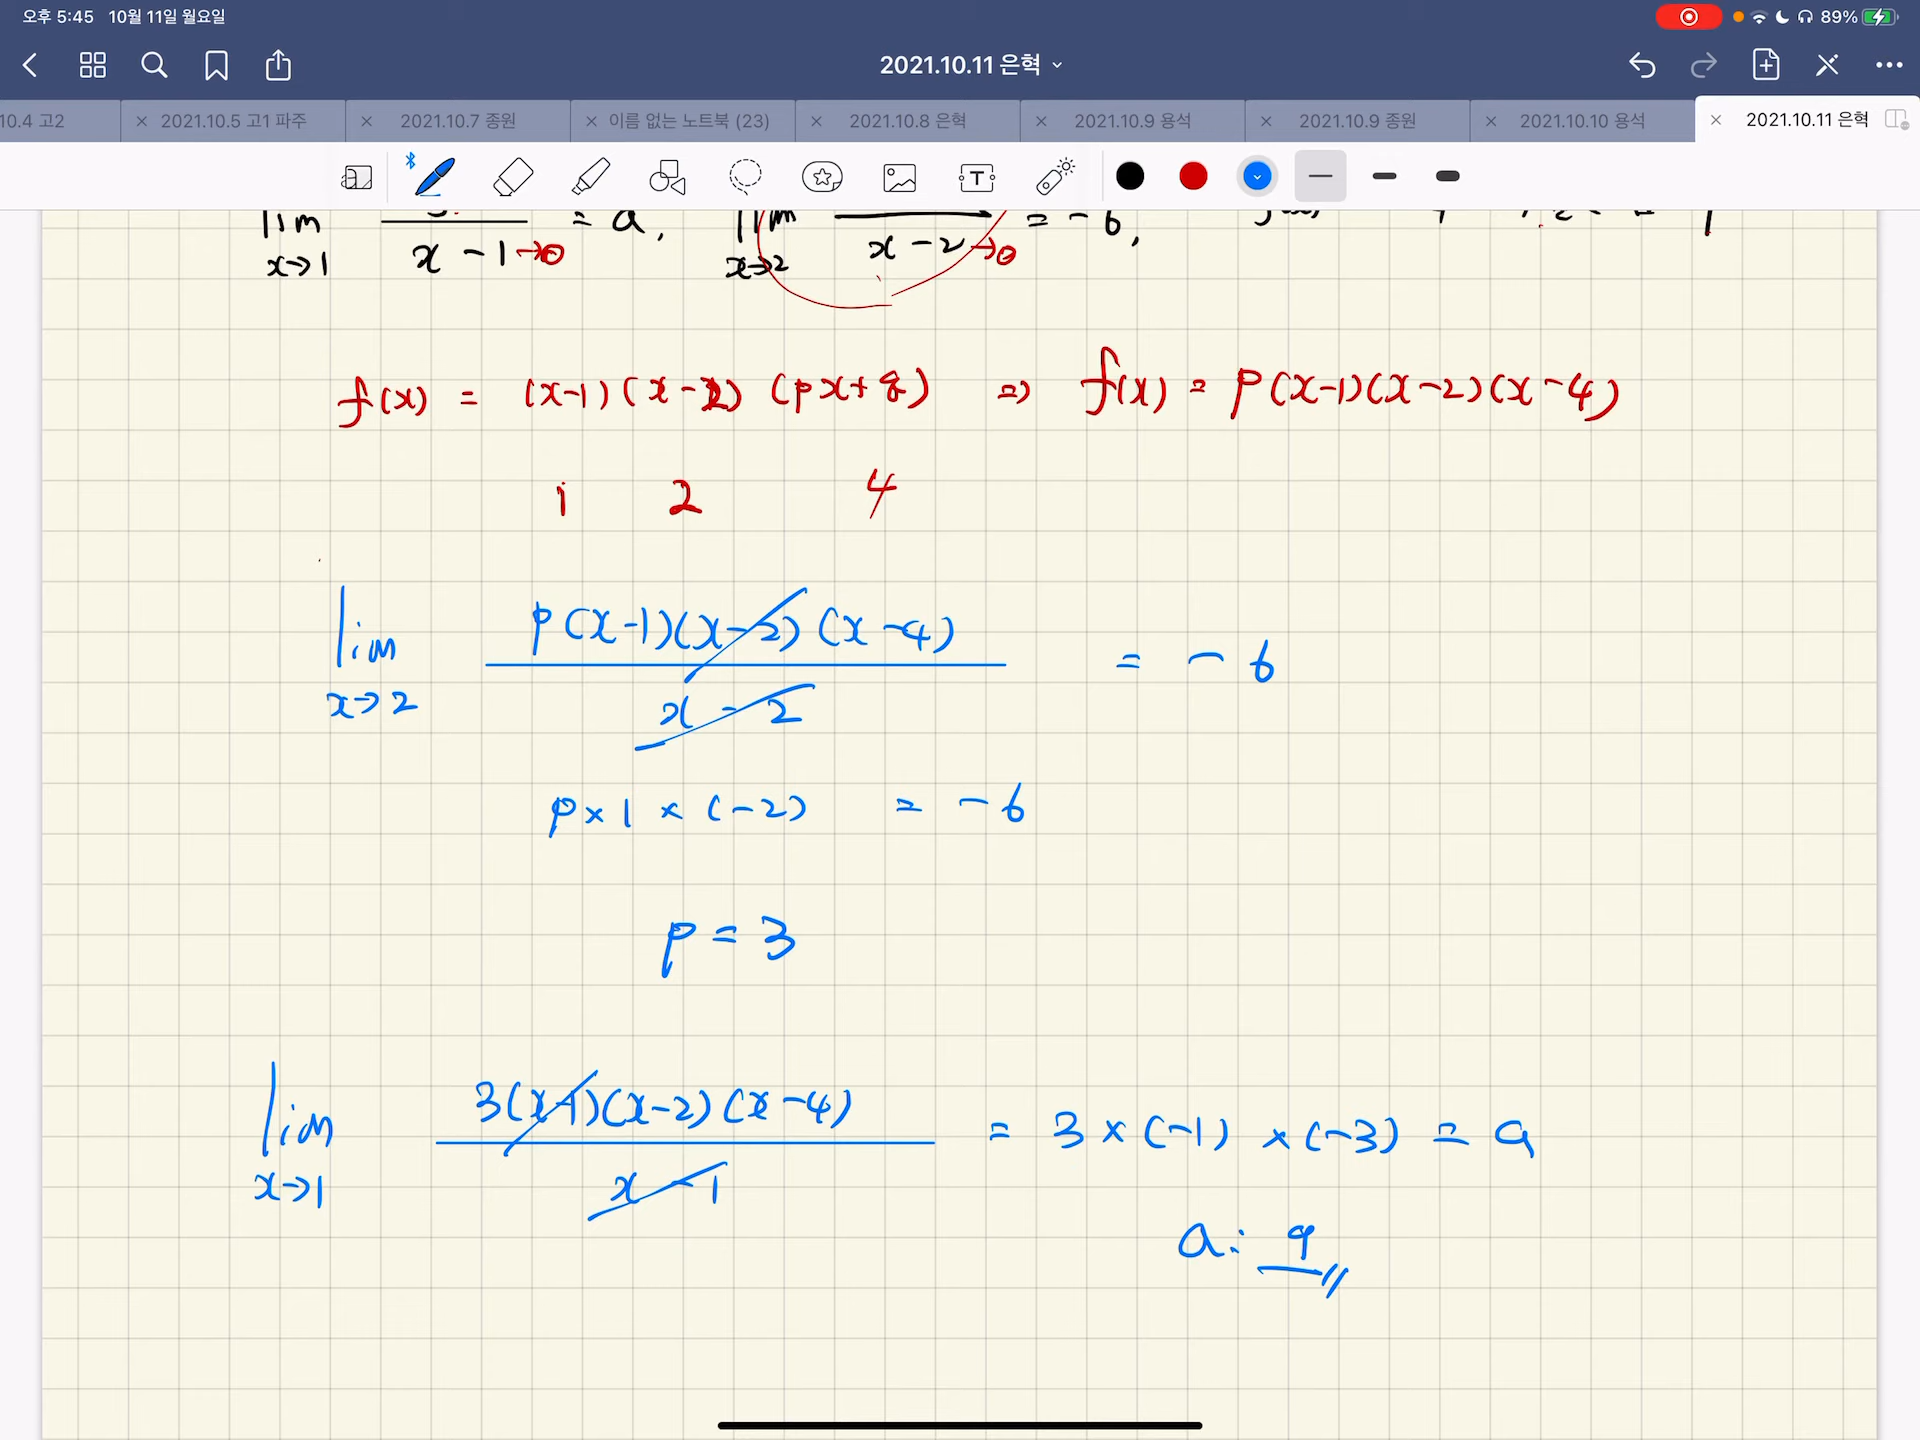 오후 5:45 10월 11일 월요일 89%
2021.10.11 은혁
10.4 고2 2021.10.5 고1 파주 2021.10.7 종원 이름 없는 노트북 (23) 2021.10.8 은혁 2021.10.9 용석 2021.10.9 종원 2021.10.10 용석 2021.10.11 은혁
lim = a, lim = -6,
x→1 x-1→0 x→2 x-2→0
f(x) = (x-1)(x-2)(px+q) ⇒ f(x) = p(x-1)(x-2)(x-4)
1 2 4
lim p(x-1)(x-2)(x-4) = -6
x→2 x-2
p×1×(-2) = -6
p=3
lim 3(x-1)(x-2)(x-4) = 3×(-1)×(-3) = a
x→1 x-1
a = 9